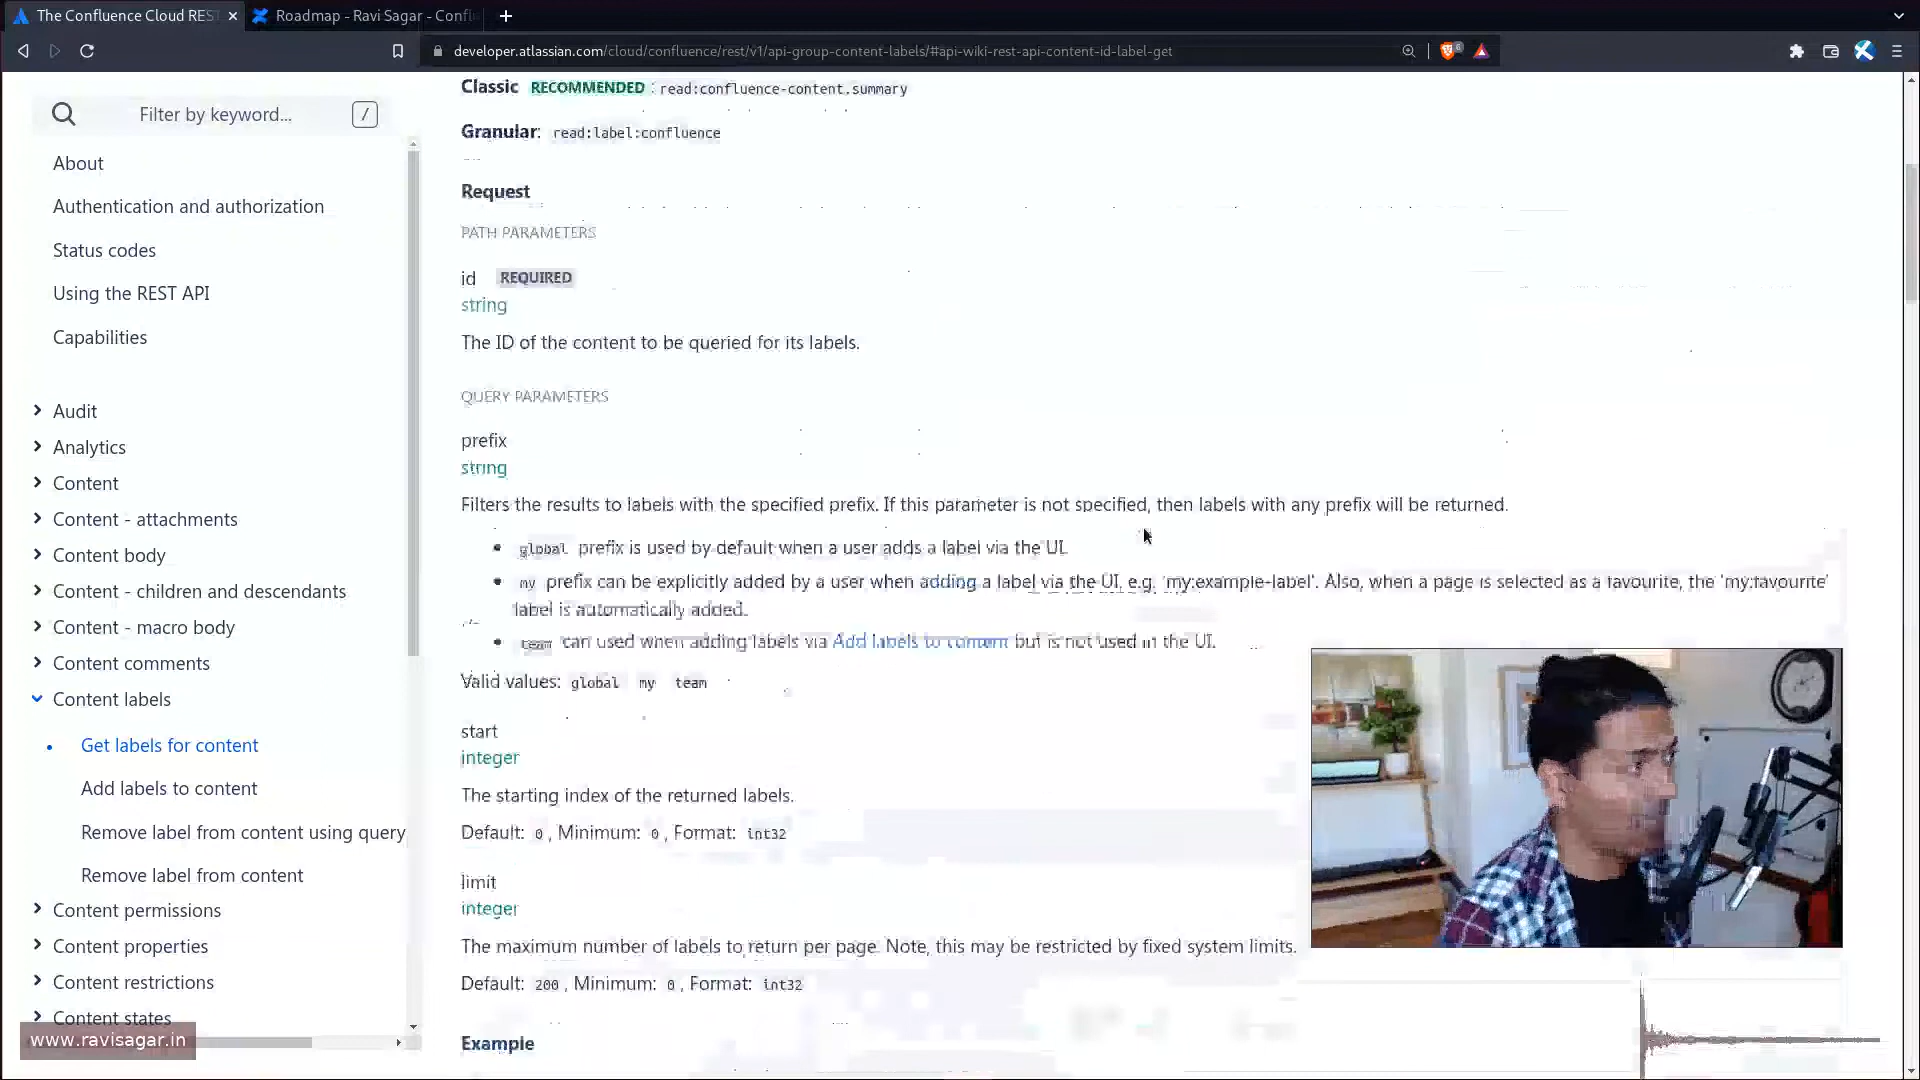 The Confluence Cloud RES
Roadmap - Ravi Sagar - Confl
developer.atlassian.com/cloud/confluence/rest/v1/api-group-content-labels/#api-wiki-rest-api-content-id-label-get
6
Filter by keyword...
/
About
Authentication and authorization
Status codes
Using the REST API
Capabilities
Audit
Analytics
Content
Content - attachments
Content body
Content - children and descendants
Content - macro body
Content comments
Content labels
Get labels for content
Add labels to content
Remove label from content using query
Remove label from content
Content permissions
Content properties
Content restrictions
Content states
www.ravisagar.in
Classic RECOMMENDED : read:confluence-content.summary
Granular: read:label:confluence
Request
PATH PARAMETERS
id REQUIRED
string
The ID of the content to be queried for its labels.
QUERY PARAMETERS
prefix
string
Filters the results to labels with the specified prefix. If this parameter is not specified, then labels with any prefix will be returned.
• global prefix is used by default when a user adds a label via the UI.
• my prefix can be explicitly added by a user when adding a label via the UI, e.g. 'my:example-label'. Also, when a page is selected as a favourite, the 'my:favourite'
label is automatically added.
• team can used when adding labels via Add labels to content but is not used in the UI.
Valid values: global my team
start
integer
The starting index of the returned labels.
Default: 0, Minimum: 0, Format: int32
limit
integer
The maximum number of labels to return per page. Note, this may be restricted by fixed system limits.
Default: 200, Minimum: 0, Format: int32
Example